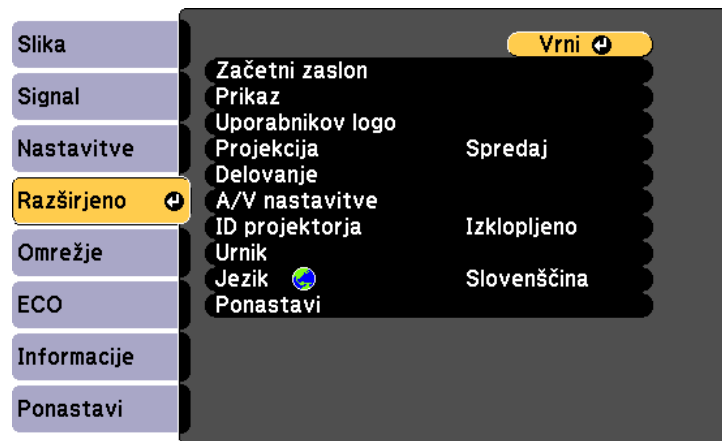 Slika
Signal
Nastavitve
Razširjeno
Omrežje
ECO
Informacije
Ponastavi
Vrni
Začetni zaslon
Prikaz
Uporabnikov logo
Projekcija Spredaj
Delovanje
A/V nastavitve
ID projektorja Izklopljeno
Urnik
Jezik Slovenščina
Ponastavi